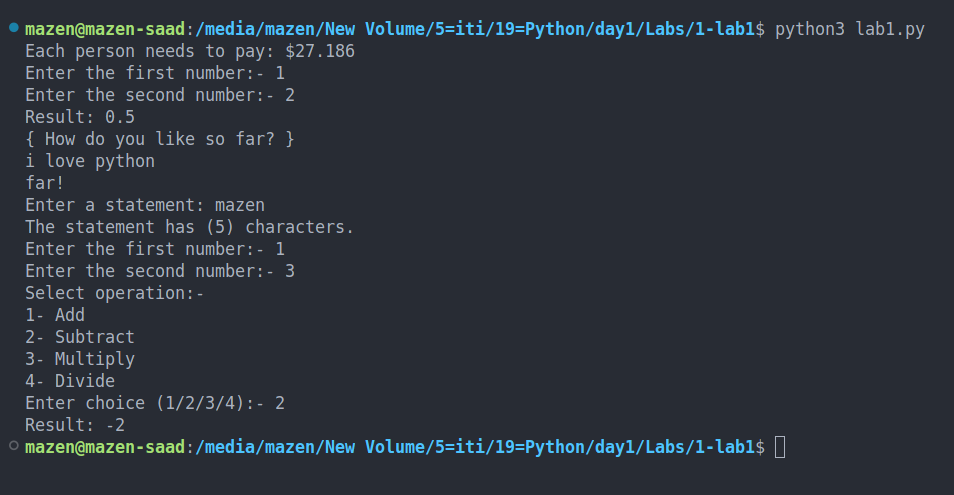 mazen@mazen-saad:/media/mazen/New Volume/5=iti/19=Python/day1/Labs/1-lab1$ python3 lab1.py
Each person needs to pay: $27.186
Enter the first number:- 1
Enter the second number:- 2
Result: 0.5
{ How do you like so far? }
i love python
far!
Enter a statement: mazen
The statement has (5) characters.
Enter the first number:- 1
Enter the second number:- 3
Select operation:-
1- Add
2- Subtract
3- Multiply
4- Divide
Enter choice (1/2/3/4):- 2
Result: -2
mazen@mazen-saad:/media/mazen/New Volume/5=iti/19=Python/day1/Labs/1-lab1$